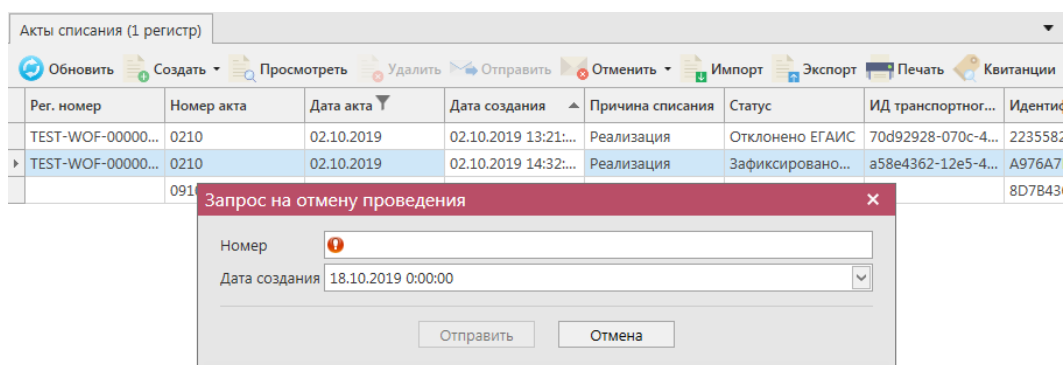 Акты списания (1 регистр)
Обновить Создать Просмотреть Удалить Отправить Отменить Импорт Экспорт Печать Квитанции
Рег. номер Номер акта Дата акта Дата создания Причина списания Статус ИД транспортног... Идентиф
TEST-WOF-00000... 0210 02.10.2019 02.10.2019 13:21:... Реализация Отклонено ЕГАИС 70d92928-070c-4... 2235582
TEST-WOF-00000... 0210 02.10.2019 02.10.2019 14:32:... Реализация Зафиксировано... a58e4362-12e5-4... A976A7
091 8D7B43
Запрос на отмену проведения
Номер
Дата создания 18.10.2019 0:00:00
Отправить Отмена